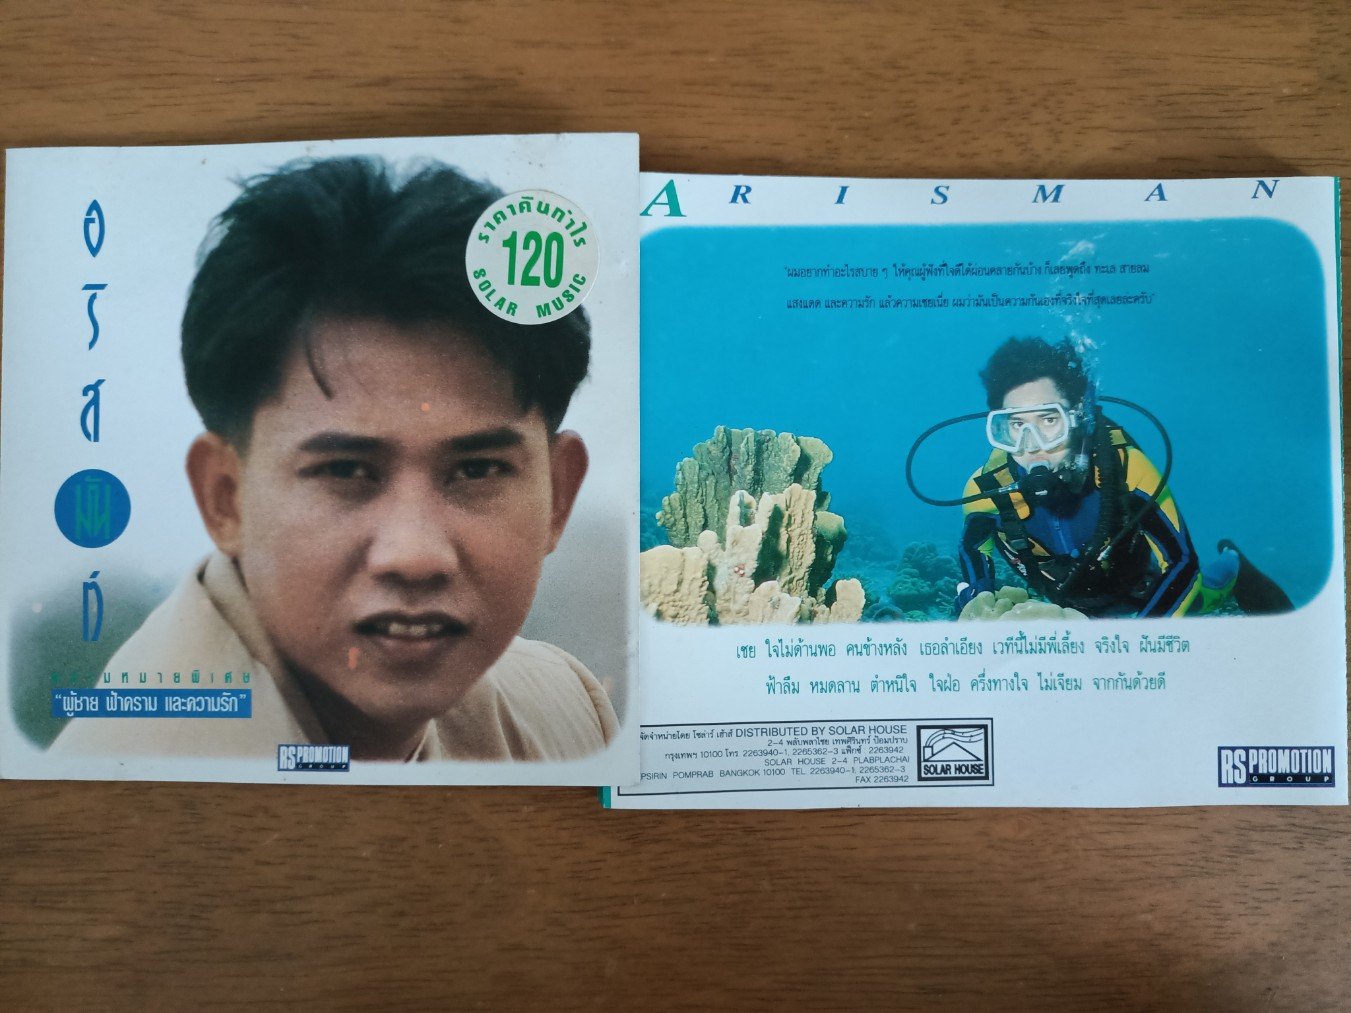 อริสมันต์
ราคาคืนกำไร
120
SOLAR MUSIC
หมายพิเศษ
"ผู้ชาย ฟ้าคราม และความรัก"
RS PROMOTION
GROUP
ARISMAN
"ผมอยากทำอะไรสบาย ๆ ให้คุณผู้ฟังที่ใจดีได้ผ่อนคลายกันบ้าง ก็เลยพูดถึง ทะเล สายลม
แสงแดด และความรัก แล้วความเชยเนี่ย ผมว่ามันเป็นความกันเองที่จริงใจที่สุดเลยล่ะครับ"
เชย ใจไม่ด้านพอ คนข้างหลัง เธอลำเอียง เวทีนี้ไม่มีพี่เลี้ยง จริงใจ ฝันมีชีวิต
ฟ้าลืม หมดลาน ตำหนิใจ ใจฝ่อ ครึ่งทางใจ ไม่เจียม จากกันด้วยดี
จัดจำหน่ายโดย โซล่าร์ เฮ้าส์ DISTRIBUTED BY SOLAR HOUSE
2-4 พลับพลาไชย เทพศิรินทร์ ป้อมปราบ
กรุงเทพฯ 10100 โทร. 2263940-1, 2265362-3 แฟ็กซ์ 2263942
SOLAR HOUSE 2-4 PLABPLACHAI
PSIRIN POMPRAB BANGKOK 10100 TEL 2263940-1, 2265362-3
FAX 2263942
SOLAR HOUSE
RS PROMOTION
GROUP